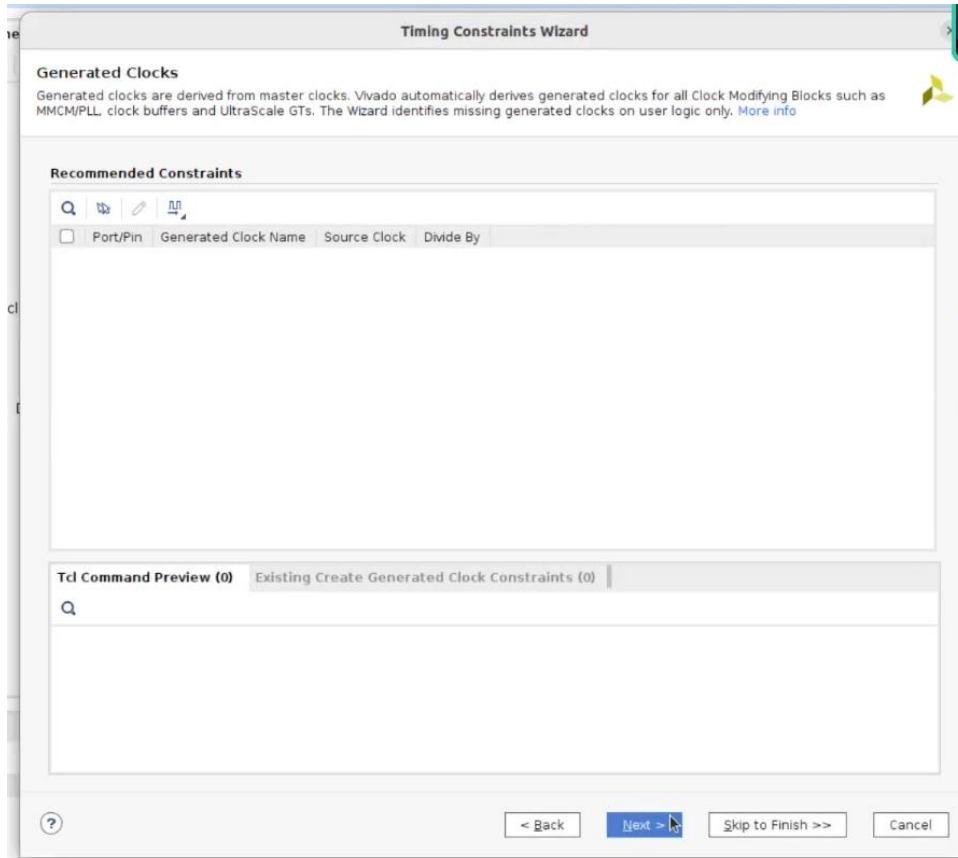 ne
Timing Constraints Wizard
Generated Clocks
Generated clocks are derived from master clocks. Vivado automatically derives generated clocks for all Clock Modifying Blocks such as
MMCM/PLL, clock buffers and UltraScale GTs. The Wizard identifies missing generated clocks on user logic only. More info
Recommended Constraints
Port/Pin Generated Clock Name Source Clock Divide By
cl
Tcl Command Preview (0) Existing Create Generated Clock Constraints (0)
? < Back Next > Skip to Finish >> Cancel